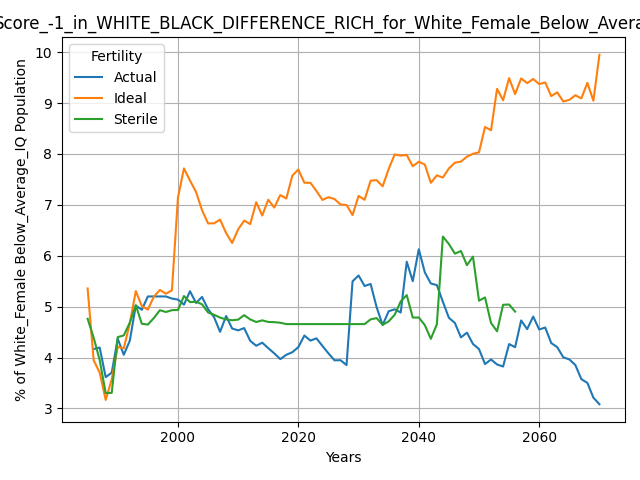 Score_-1_in_WHITE_BLACK_DIFFERENCE_RICH_for_White_Female_Below_Avera
Fertility
Actual
Ideal
Sterile
10
9
8
7
6
5
4
3
% of White_Female Below_Average_IQ Population
2000 2020 2040 2060
Years